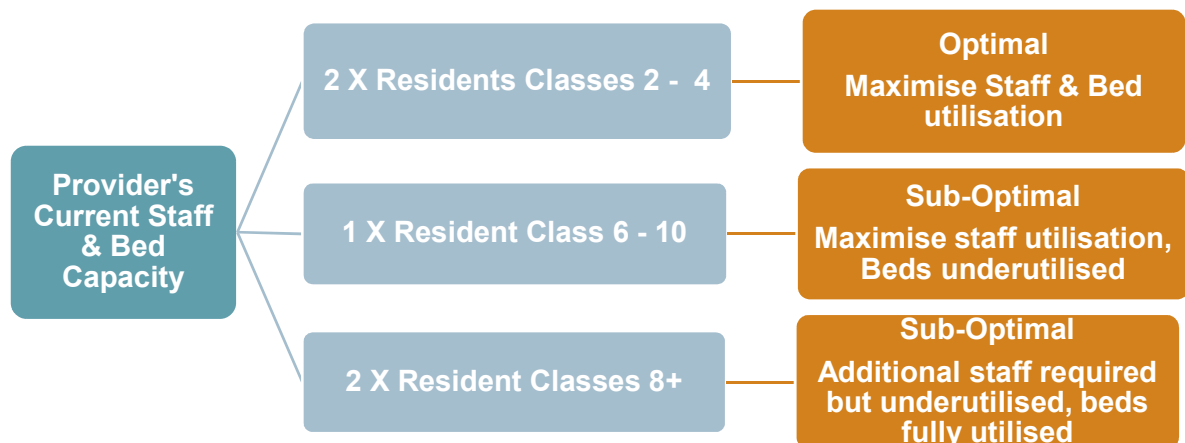 Provider's
Current Staff
& Bed
Capacity
2 X Residents Classes 2 -  4
Optimal
Maximise Staff & Bed
utilisation
1 X Resident Class 6 - 10
Sub-Optimal
Maximise staff utilisation,
Beds underutilised
2 X Resident Classes 8+
Sub-Optimal
Additional staff required
but underutilised, beds
fully utilised